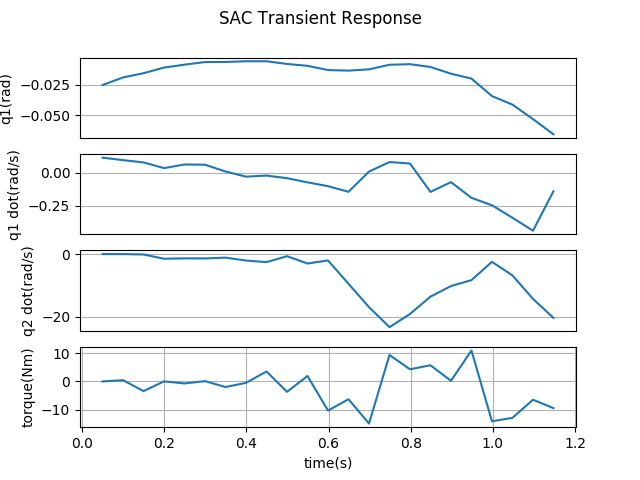 SAC Transient Response
q1(rad)
−0.025
−0.050
q1 dot(rad/s)
0.00
−0.25
q2 dot(rad/s)
0
−20
torque(Nm)
10
0
−10
0.0 0.2 0.4 0.6 0.8 1.0 1.2
time(s)